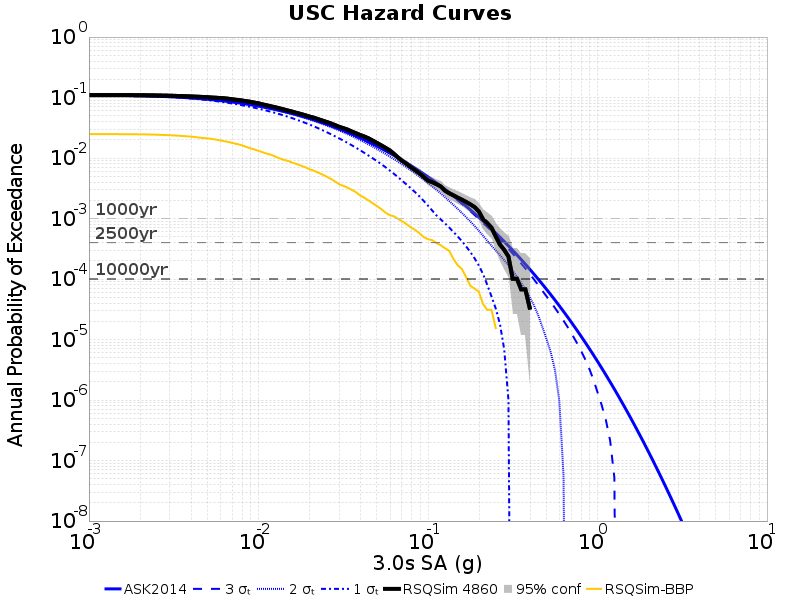 USC Hazard Curves
Annual Probability of Exceedance
10^0
10^-1
10^-2
10^-3
10^-4
10^-5
10^-6
10^-7
10^-8
1000yr
2500yr
10000yr
10^-3 10^-2 10^-1 10^0 10^1
3.0s SA (g)
ASK2014 3 σₜ 2 σₜ 1 σₜ RSQSim 4860 95% conf RSQSim-BBP